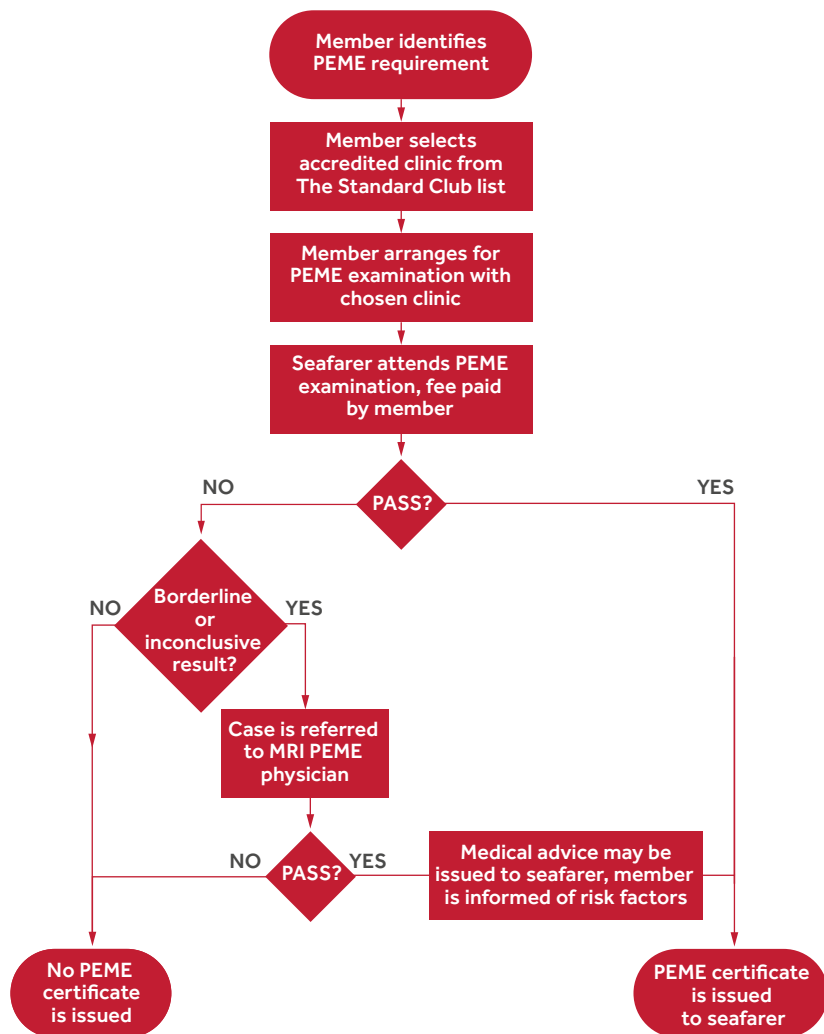 Member identifies
PEME requirement
Member selects
accredited clinic from
The Standard Club list
Member arranges for
PEME examination with
chosen clinic
Seafarer attends PEME
examination, fee paid
by member
NO
PASS?
YES
NO
Borderline
or
inconclusive
result?
YES
Case is referred
to MRI PEME
physician
NO
PASS?
YES
Medical advice may be
issued to seafarer, member
is informed of risk factors
No PEME
certificate
is issued
PEME certificate
is issued
to seafarer